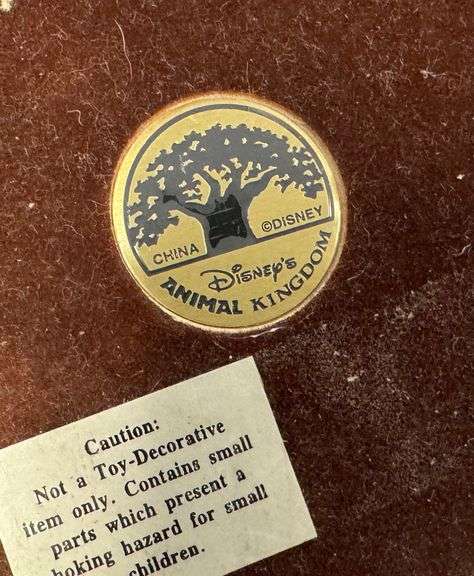 CHINA
©DISNEY
DISNEY'S
ANIMAL KINGDOM
Caution:
Not a Toy-Decorative
item only. Contains small
parts which present a
hoking hazard for small
children.